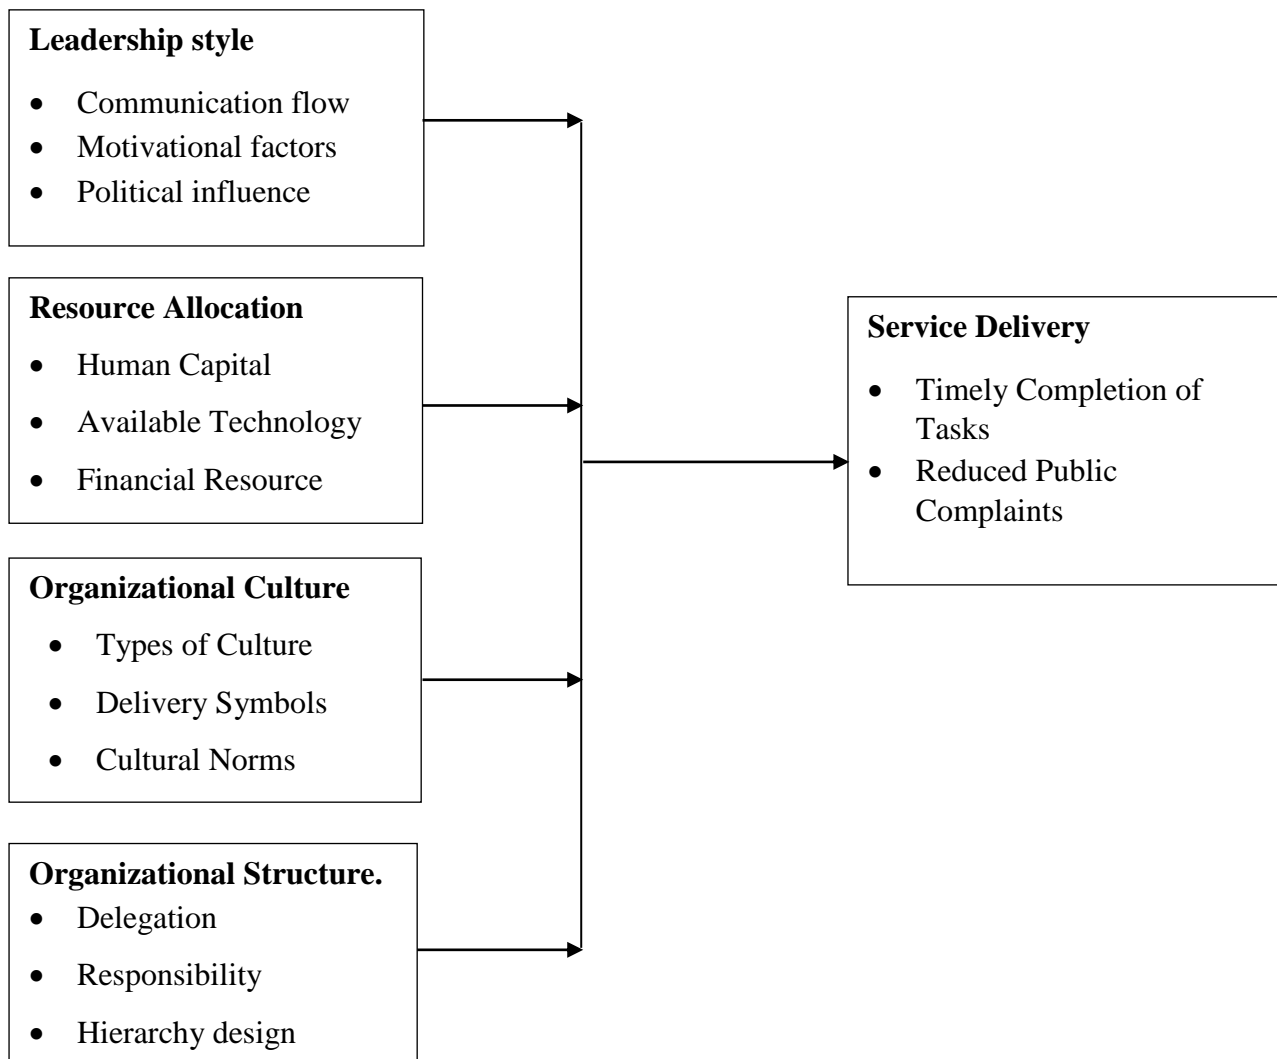 Leadership style
• Communication flow
• Motivational factors
• Political influence
Resource Allocation
• Human Capital
• Available Technology
• Financial Resource
Organizational Culture
• Types of Culture
• Delivery Symbols
• Cultural Norms
Organizational Structure.
• Delegation
• Responsibility
• Hierarchy design
Service Delivery
• Timely Completion of
Tasks
• Reduced Public
Complaints